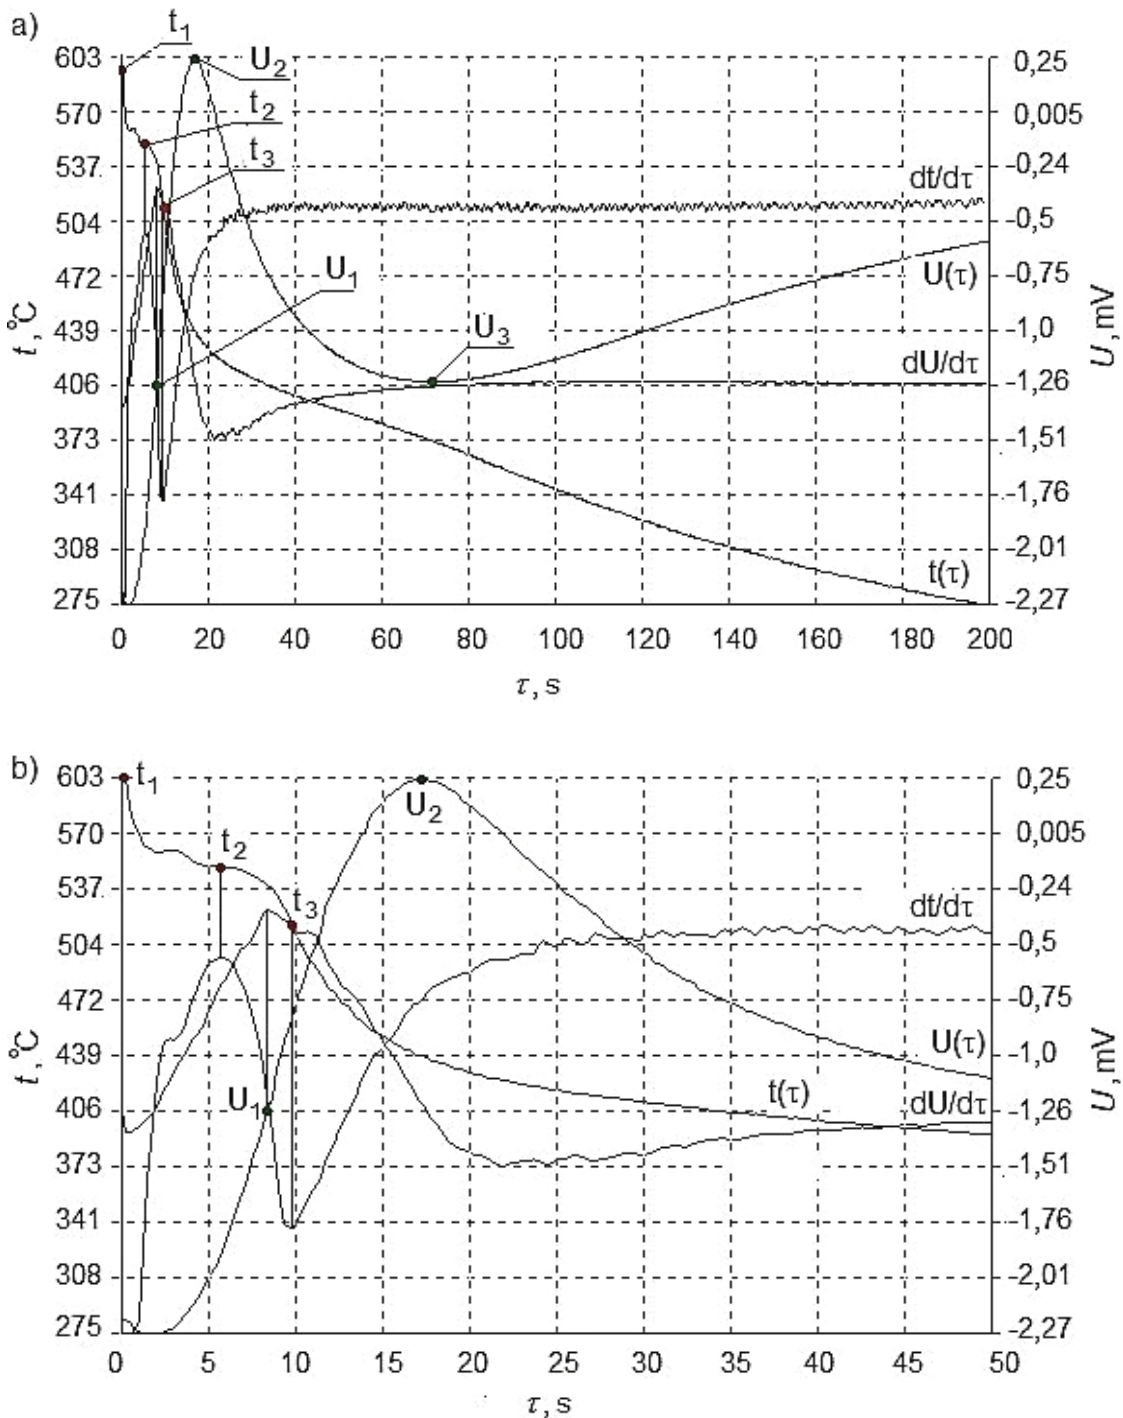 a)
t1
603
U2
0,25
570
t2
0,005
537
t3
-0,24
dt/dτ
504
-0,5
U1
U(τ)
472
-0,75
t, °C
439
U3
-1,0
U, mV
dU/dτ
406
-1,26
373
-1,51
341
-1,76
308
-2,01
t(τ)
275
-2,27
0 20 40 60 80 100 120 140 160 180 200
τ, s
b)
603
t1
0,25
U2
570
0,005
t2
537
-0,24
t3
dt/dτ
504
-0,5
472
-0,75
t, °C
439
-1,0
U, mV
U(τ)
t(τ)
U1
dU/dτ
406
-1,26
373
-1,51
341
-1,76
308
-2,01
275
-2,27
0 5 10 15 20 25 30 35 40 45 50
τ, s